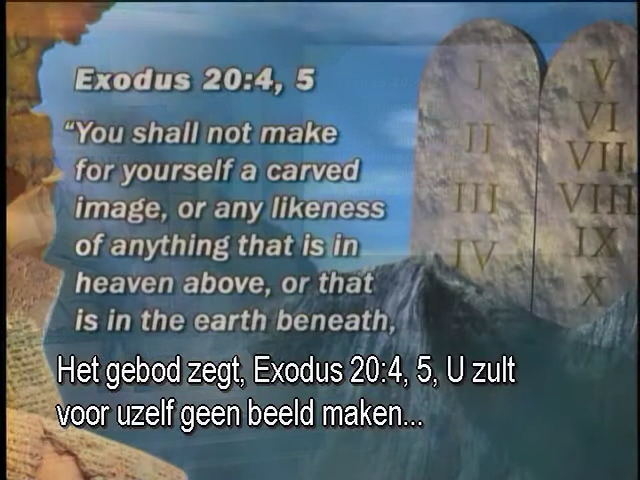 Exodus 20:4, 5
“You shall not make
for yourself a carved
image, or any likeness
of anything that is in
heaven above, or that
is in the earth beneath,
I
II
III
IV
V
VI
VII
VIII
IX
X
Het gebod zegt, Exodus 20:4, 5, U zult
voor uzelf geen beeld maken...